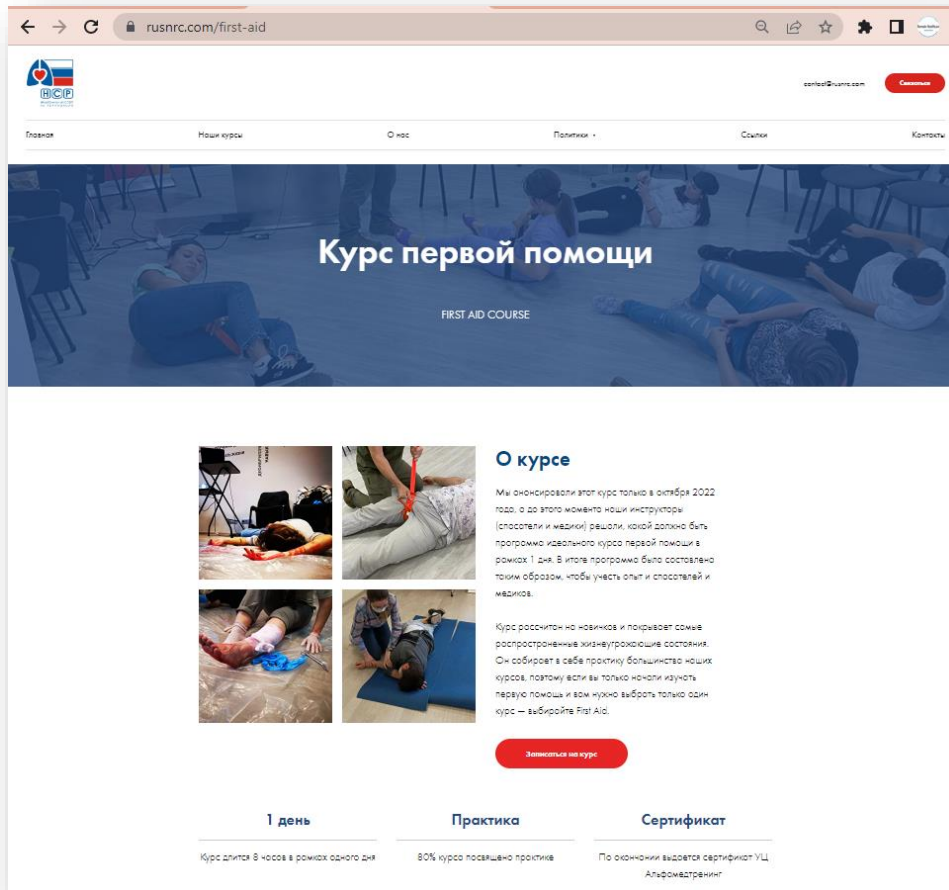 rusnrc.com/first-aid
НСР
contact@rusnrc.com
Связаться
Главная
Наши курсы
О нас
Политики
Ссылки
Контакты
Курс первой помощи
FIRST AID COURSE
О курсе
Мы анонсировали этот курс только в октября 2022
года, а до этого момента наши инструкторы
(спасатели и медики) решали, какой должна быть
программа идеального курса первой помощи в
рамках 1 дня. В итоге программа была составлена
таким образом, чтобы учесть опыт и спасателей и
медиков.
Курс рассчитан на новичков и покрывает самые
распространенные жизнеугрожающие состояния.
Он собирает в себе практику большинства наших
курсов, поэтому если вы только начали изучать
первую помощь и вам нужно выбрать только один
курс — выбирайте First Aid.
Записаться на курс
1 день
Курс длится 8 часов в рамках одного дня
Практика
80% курса посвящено практике
Сертификат
По окончании выдается сертификат УЦ
Альфамедтренинг